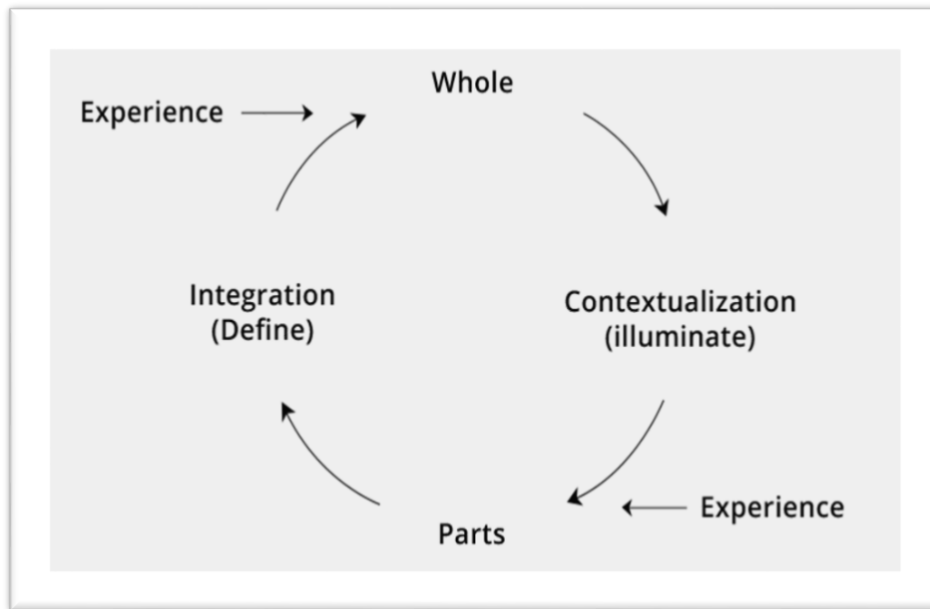 Whole
Experience
Integration
(Define)
Contextualization
(illuminate)
Experience
Parts